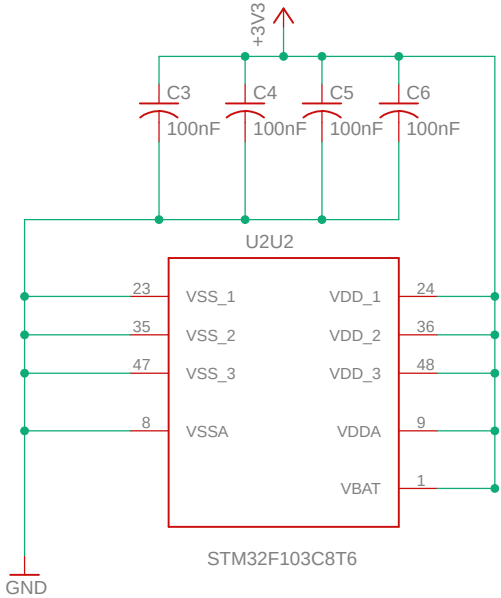 +3V3
C3 C4 C5 C6
100nF 100nF 100nF 100nF
U2U2
23 VSS_1 VDD_1 24
35 VSS_2 VDD_2 36
47 VSS_3 VDD_3 48
8 VSSA VDDA 9
VBAT 1
STM32F103C8T6
GND